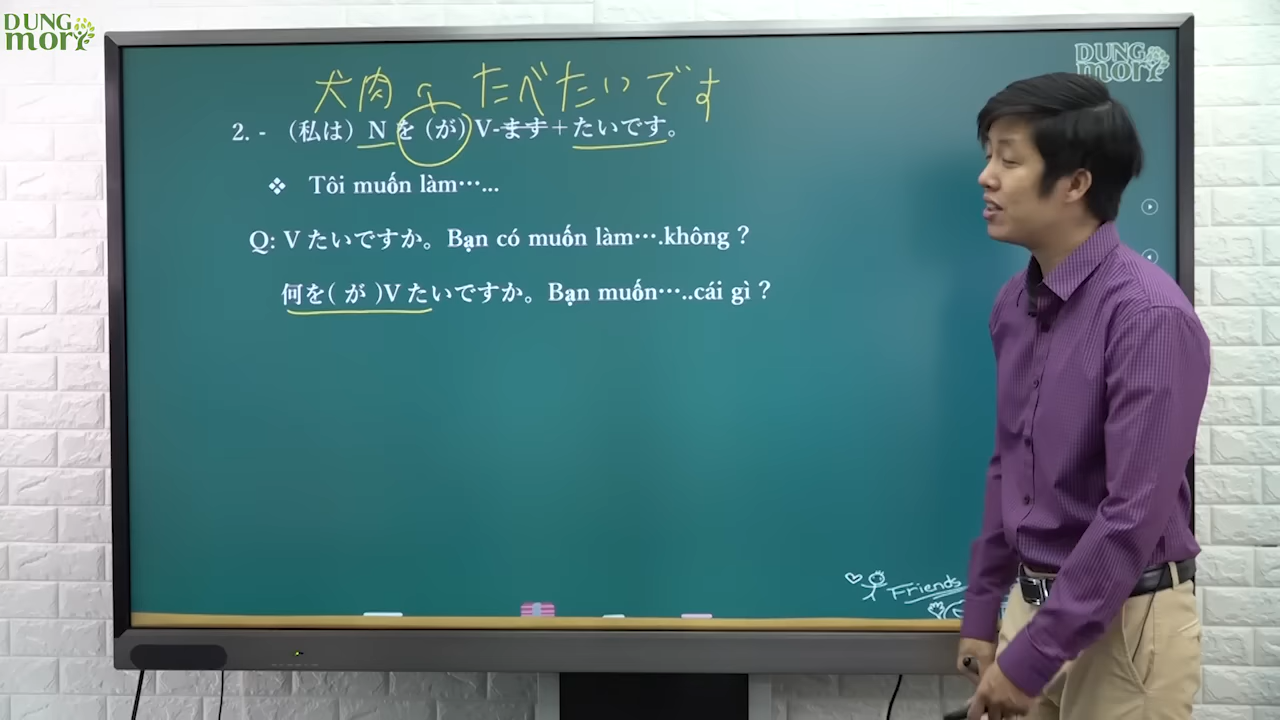 DUNG
mori
DUNG
mori
犬肉 たべたいです
2. - （私は）Nを（が）V-ます＋たいです。
❖ Tôi muốn làm…...
Q: V たいですか。Bạn có muốn làm….không ?
何を( が )V たいですか。Bạn muốn…..cái gì ?
Friends